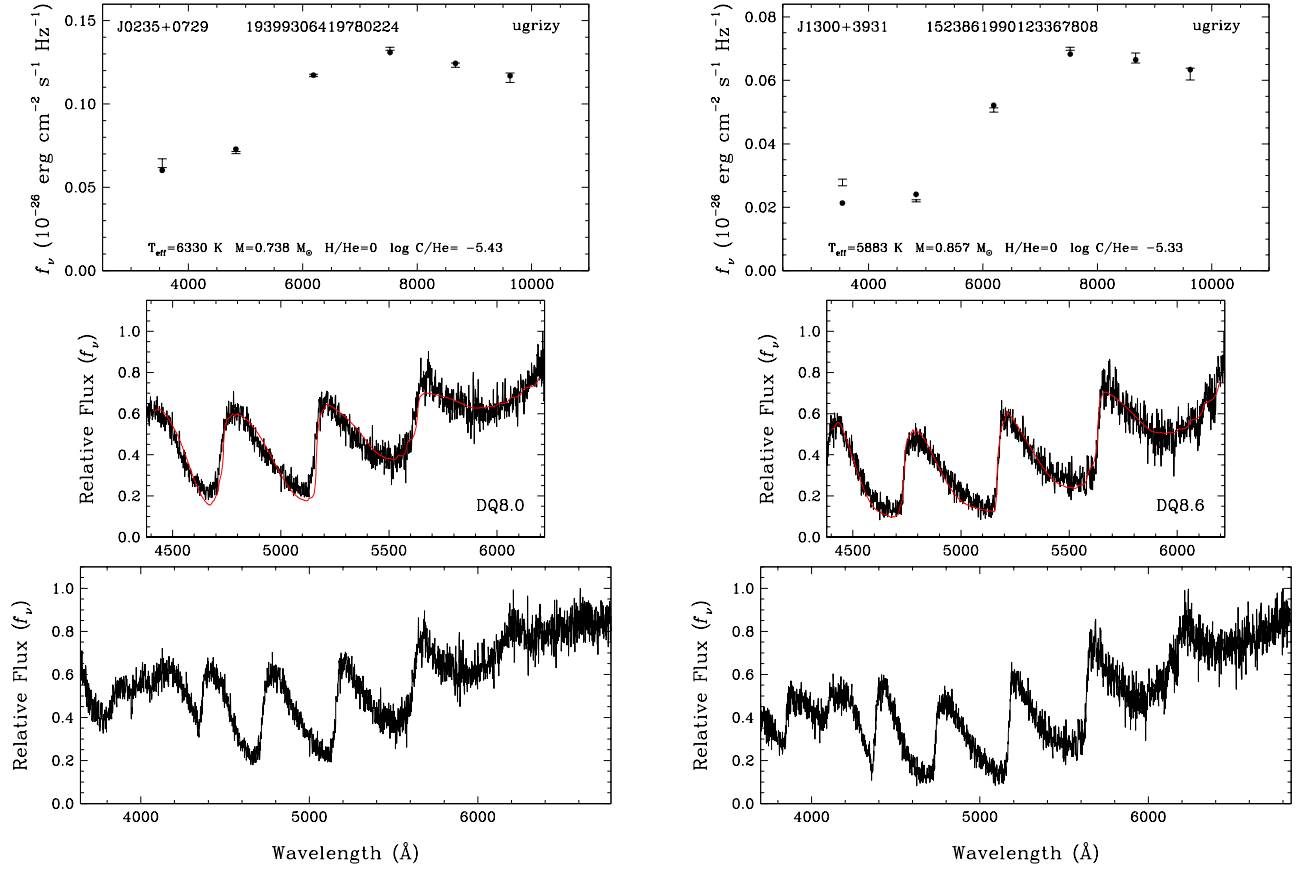 J0235+0729 1939930641978022​4 ugrizy
f_ν (10^−26 erg cm^−2 s^−1 Hz^−1)
0.15
0.10
0.05
0.00
T_eff=6330 K M=0.738 M_⊙ H/He=0 log C/He= −5.43
4000 6000 8000 10000
J1300+3931 15238619901233678​08 ugrizy
f_ν (10^−26 erg cm^−2 s^−1 Hz^−1)
0.08
0.06
0.04
0.02
0.00
T_eff=5883 K M=0.857 M_⊙ H/He=0 log C/He= −5.33
4000 6000 8000 10000
Relative Flux (f_ν)
1.0
0.8
0.6
0.4
0.2
0.0
DQ8.0
4500 5000 5500 6000
Relative Flux (f_ν)
1.0
0.8
0.6
0.4
0.2
0.0
DQ8.6
4500 5000 5500 6000
Relative Flux (f_ν)
1.0
0.8
0.6
0.4
0.2
0.0
4000 5000 6000
Wavelength (Å)
Relative Flux (f_ν)
1.0
0.8
0.6
0.4
0.2
0.0
4000 5000 6000
Wavelength (Å)